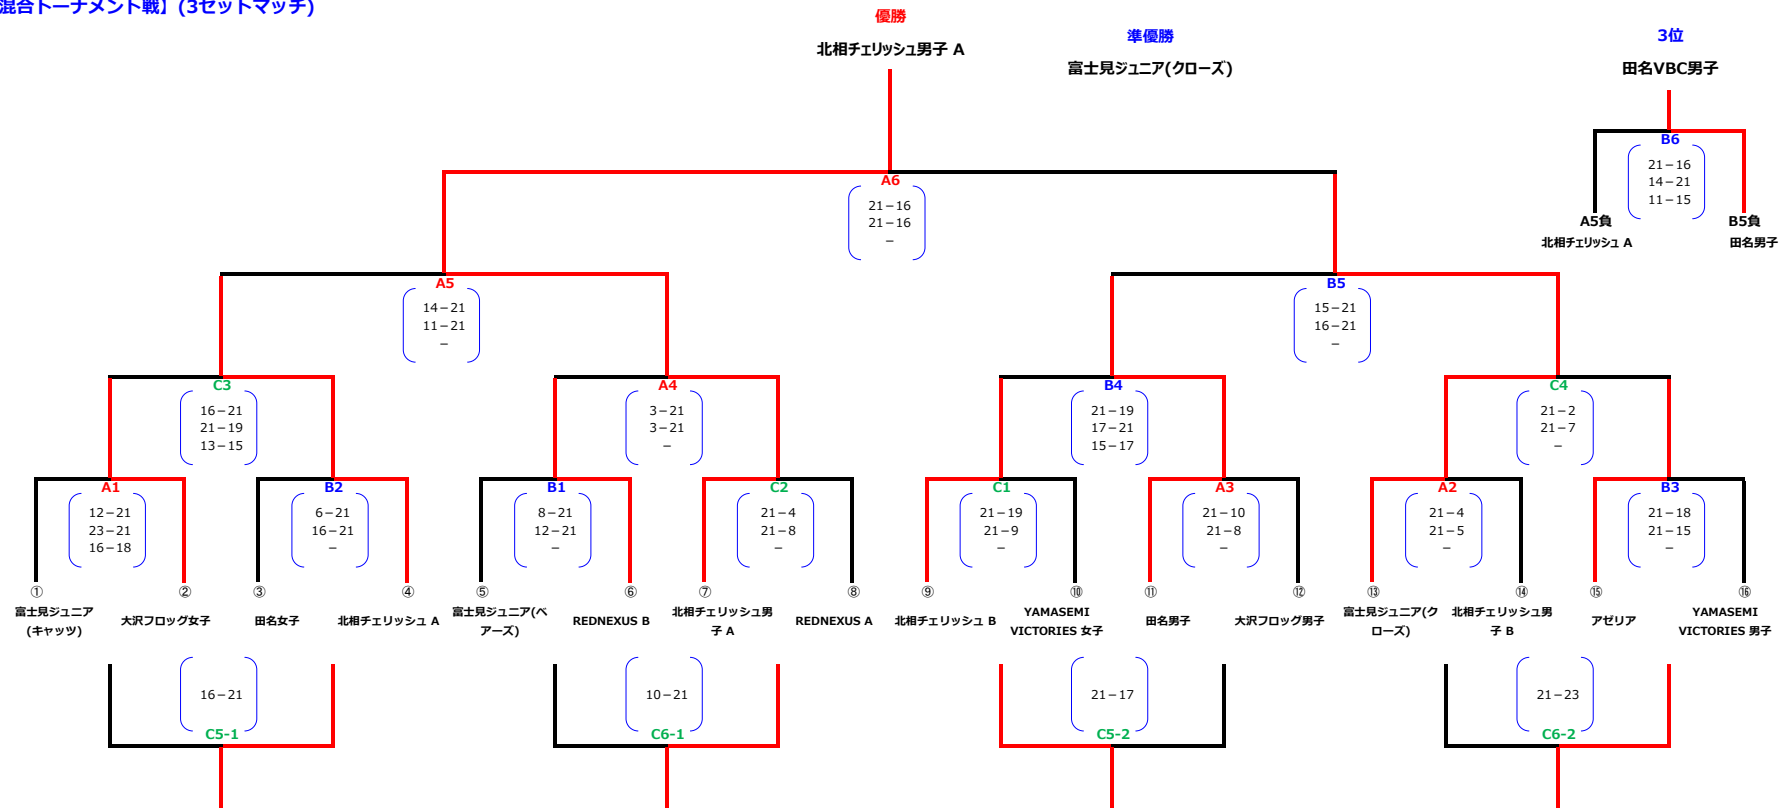 混合トーナメント戦】(3セットマッチ)
優勝
北相チェリッシュ男子 A
準優勝
富士見ジュニア(クローズ)
3位
田名VBC男子
B6
21－16
14－21
11－15
A5負
B5負
北相チェリッシュ A
田名男子
A6
21－16
21－16
－
A5
14－21
11－21
－
B5
15－21
16－21
－
C3
16－21
21－19
13－15
A4
3－21
3－21
－
B4
21－19
17－21
15－17
C4
21－2
21－7
－
A1
12－21
23－21
16－18
B2
6－21
16－21
－
B1
8－21
12－21
－
C2
21－4
21－8
－
C1
21－19
21－9
－
A3
21－10
21－8
－
A2
21－4
21－5
－
B3
21－18
21－15
－
①
富士見ジュニア
(キャッツ)
②
大沢フロッグ女子
③
田名女子
④
北相チェリッシュ A
⑤
富士見ジュニア(ベ
アーズ)
⑥
REDNEXUS B
⑦
北相チェリッシュ男
子 A
⑧
REDNEXUS A
⑨
北相チェリッシュ B
⑩
YAMASEMI
VICTORIES 女子
⑪
田名男子
⑫
大沢フロッグ男子
⑬
富士見ジュニア(ク
ローズ)
⑭
北相チェリッシュ男
子 B
⑮
アゼリア
⑯
YAMASEMI
VICTORIES 男子
16－21
C5-1
10－21
C6-1
21－17
C5-2
21－23
C6-2